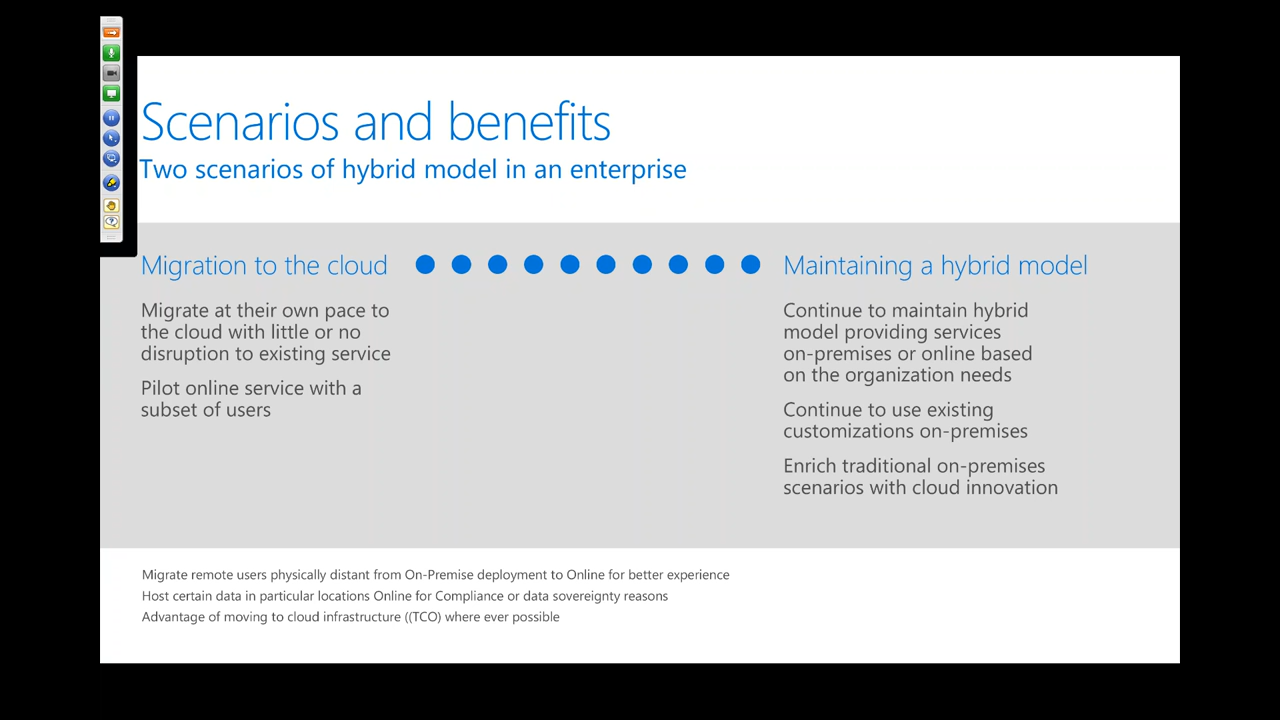 Scenarios and benefits
Two scenarios of hybrid model in an enterprise
Migration to the cloud
Migrate at their own pace to
the cloud with little or no
disruption to existing service
Pilot online service with a
subset of users
Maintaining a hybrid model
Continue to maintain hybrid
model providing services
on-premises or online based
on the organization needs
Continue to use existing
customizations on-premises
Enrich traditional on-premises
scenarios with cloud innovation
Migrate remote users physically distant from On-Premise deployment to Online for better experience
Host certain data in particular locations Online for Compliance or data sovereignty reasons
Advantage of moving to cloud infrastructure ((TCO) where ever possible